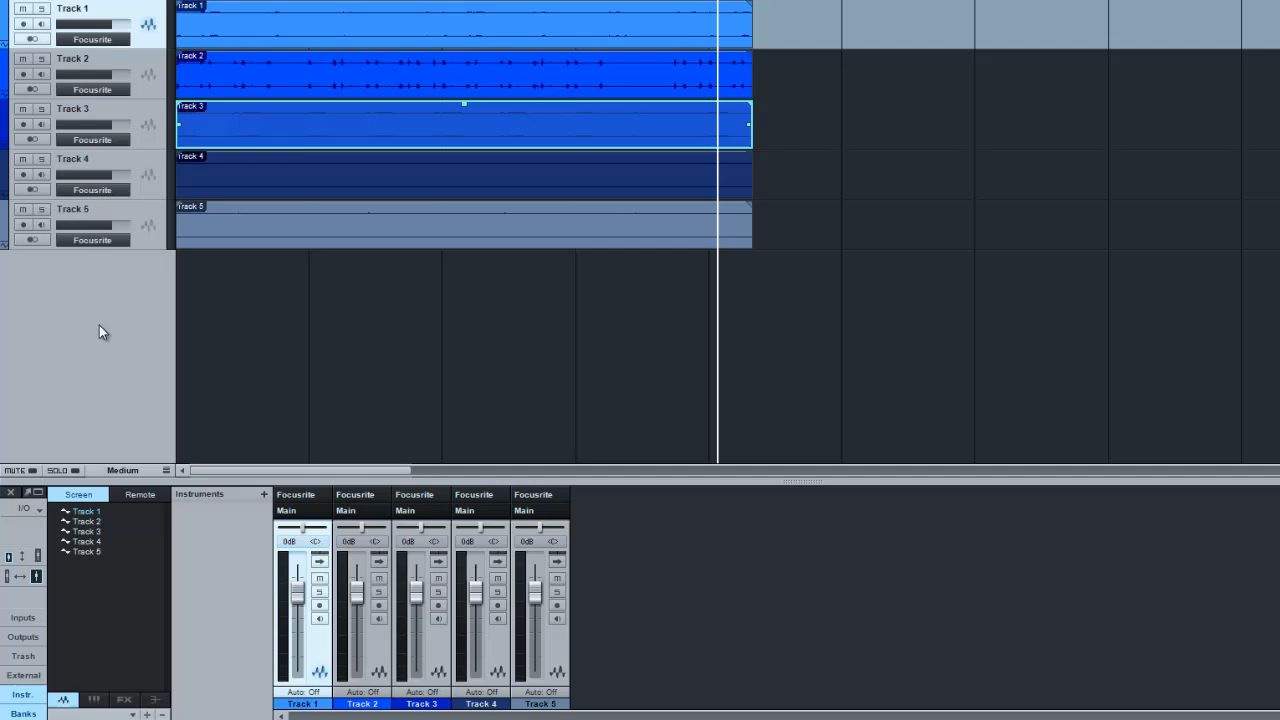 Track 1
M S
Focusrite
Track 2
M S
Focusrite
Track 3
M S
Focusrite
Track 4
M S
Focusrite
Track 5
M S
Focusrite
Track 1
Track 2
Track 3
Track 4
Track 5
MUTE SOLO Medium
Screen Remote Instruments +
I/O
Track 1
Track 2
Track 3
Track 4
Track 5
Inputs
Outputs
Trash
External
Instr.
Banks
FX
Focusrite Focusrite Focusrite Focusrite Focusrite
Main Main Main Main Main
0dB <C> 0dB <C> 0dB <C> 0dB <C> 0dB <C>
M M M M M
S S S S S
Auto: Off Auto: Off Auto: Off Auto: Off Auto: Off
Track 1 Track 2 Track 3 Track 4 Track 5